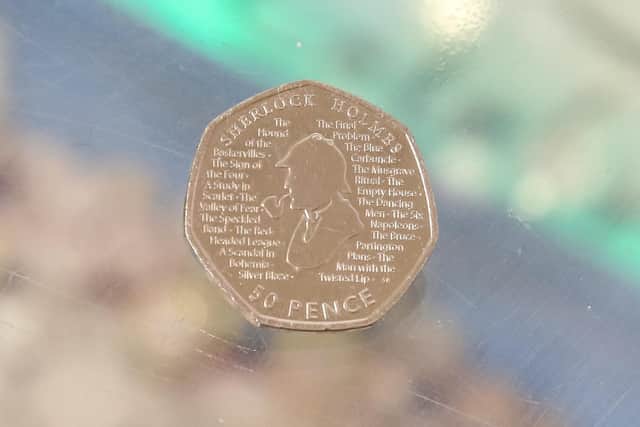 SHERLOCK HOLMES
The
Hound
of the
Baskervilles -
The Sign of
the Four -
A Study in
Scarlet - The
Valley of Fear -
The Speckled
Band - The Red-
Headed League -
A Scandal in
Bohemia -
Silver Blaze -
The Final
Problem -
The Blue
Carbuncle -
The Musgrave
Ritual - The
Empty House -
The Dancing
Men - The Six
Napoleons -
The Bruce-
Partington
Plans - The
Man with the
Twisted Lip -
50 PENCE